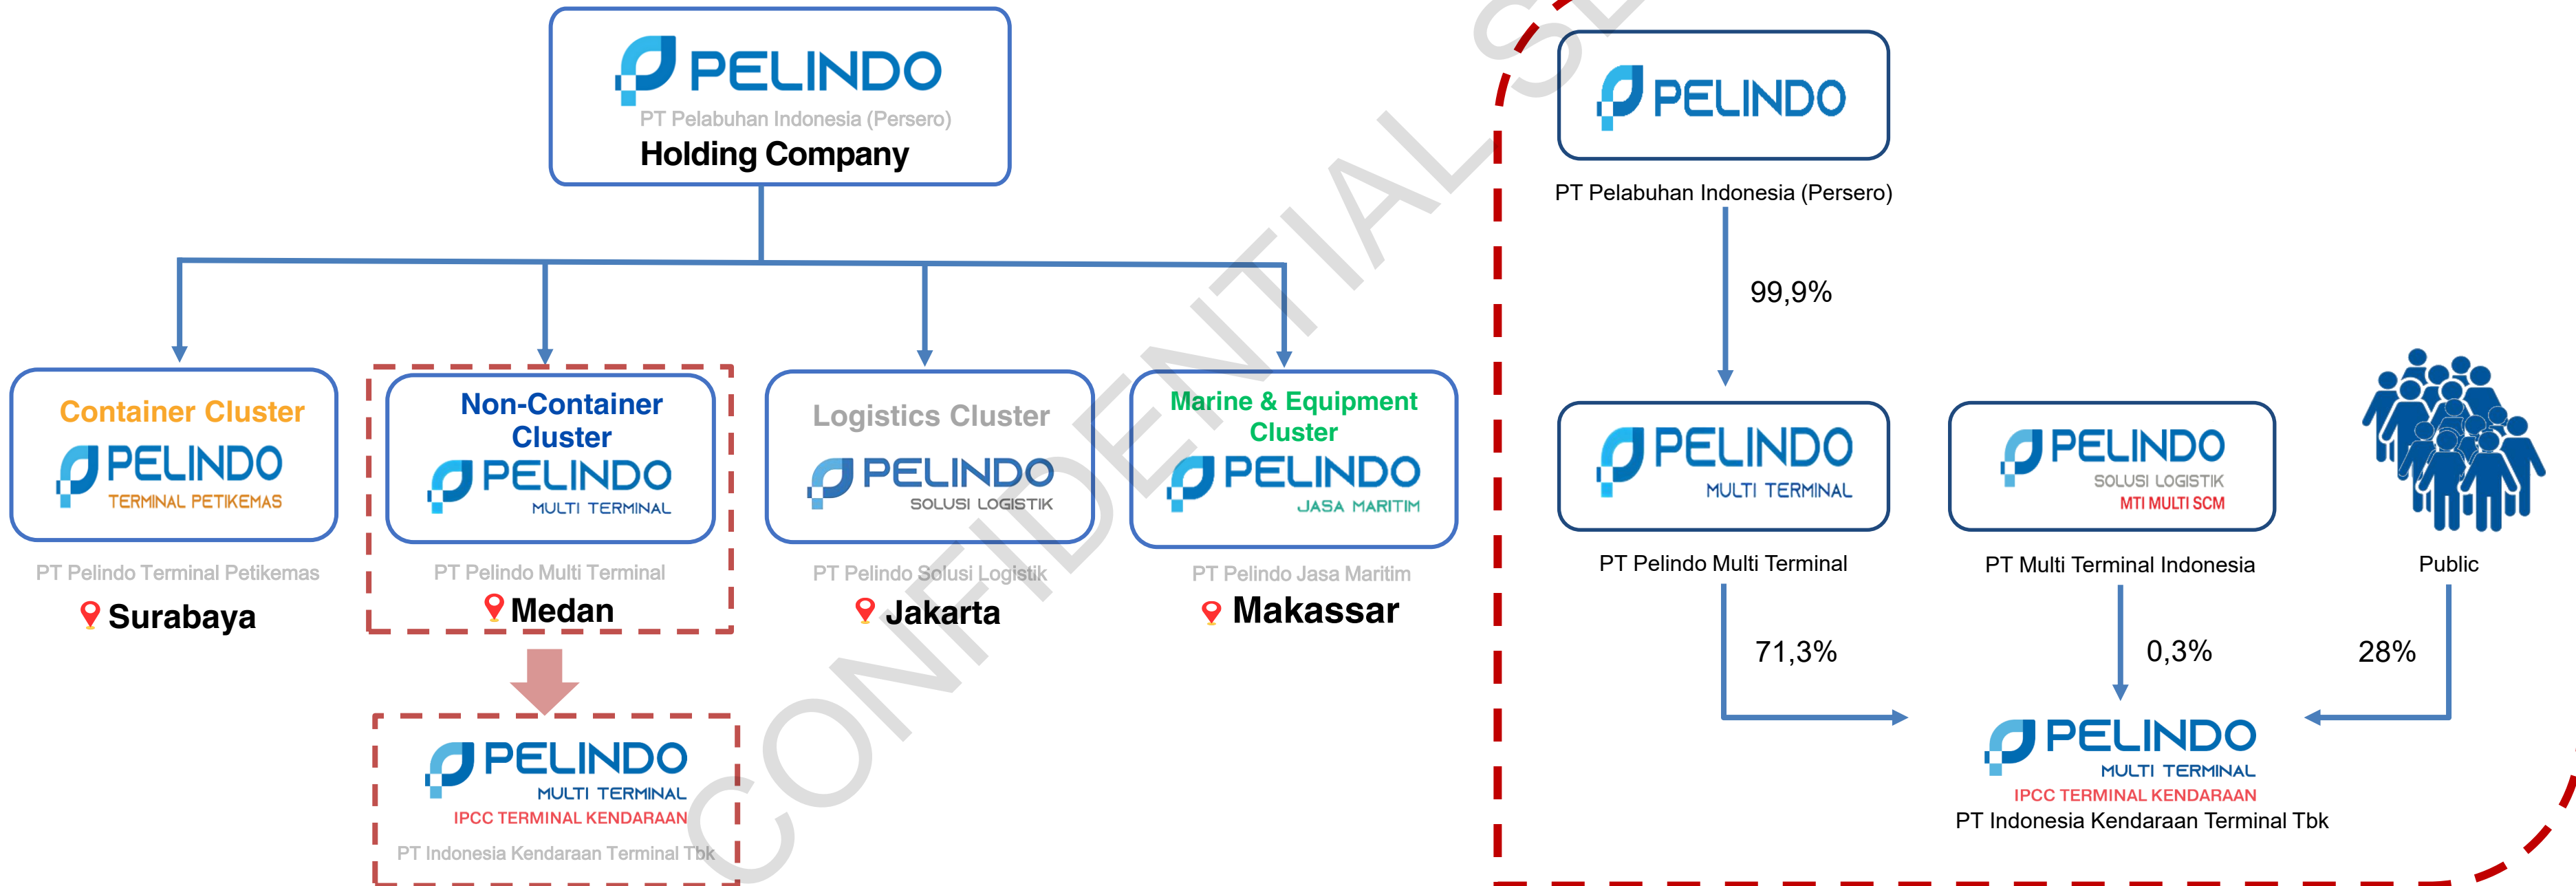 PELINDO
PT Pelabuhan Indonesia (Persero)
Holding Company
Container Cluster
PELINDO
TERMINAL PETIKEMAS
PT Pelindo Terminal Petikemas
Surabaya
Non-Container
Cluster
PELINDO
MULTI TERMINAL
PT Pelindo Multi Terminal
Medan
Logistics Cluster
PELINDO
SOLUSI LOGISTIK
PT Pelindo Solusi Logistik
Jakarta
Marine & Equipment
Cluster
PELINDO
JASA MARITIM
PT Pelindo Jasa Maritim
Makassar
PELINDO
MULTI TERMINAL
IPCC TERMINAL KENDARAAN
PT Indonesia Kendaraan Terminal Tbk
PELINDO
PT Pelabuhan Indonesia (Persero)
99,9%
PELINDO
MULTI TERMINAL
PT Pelindo Multi Terminal
PELINDO
SOLUSI LOGISTIK
MTI MULTI SCM
PT Multi Terminal Indonesia
Public
71,3%
0,3%
28%
PELINDO
MULTI TERMINAL
IPCC TERMINAL KENDARAAN
PT Indonesia Kendaraan Terminal Tbk
CONFIDENTIAL